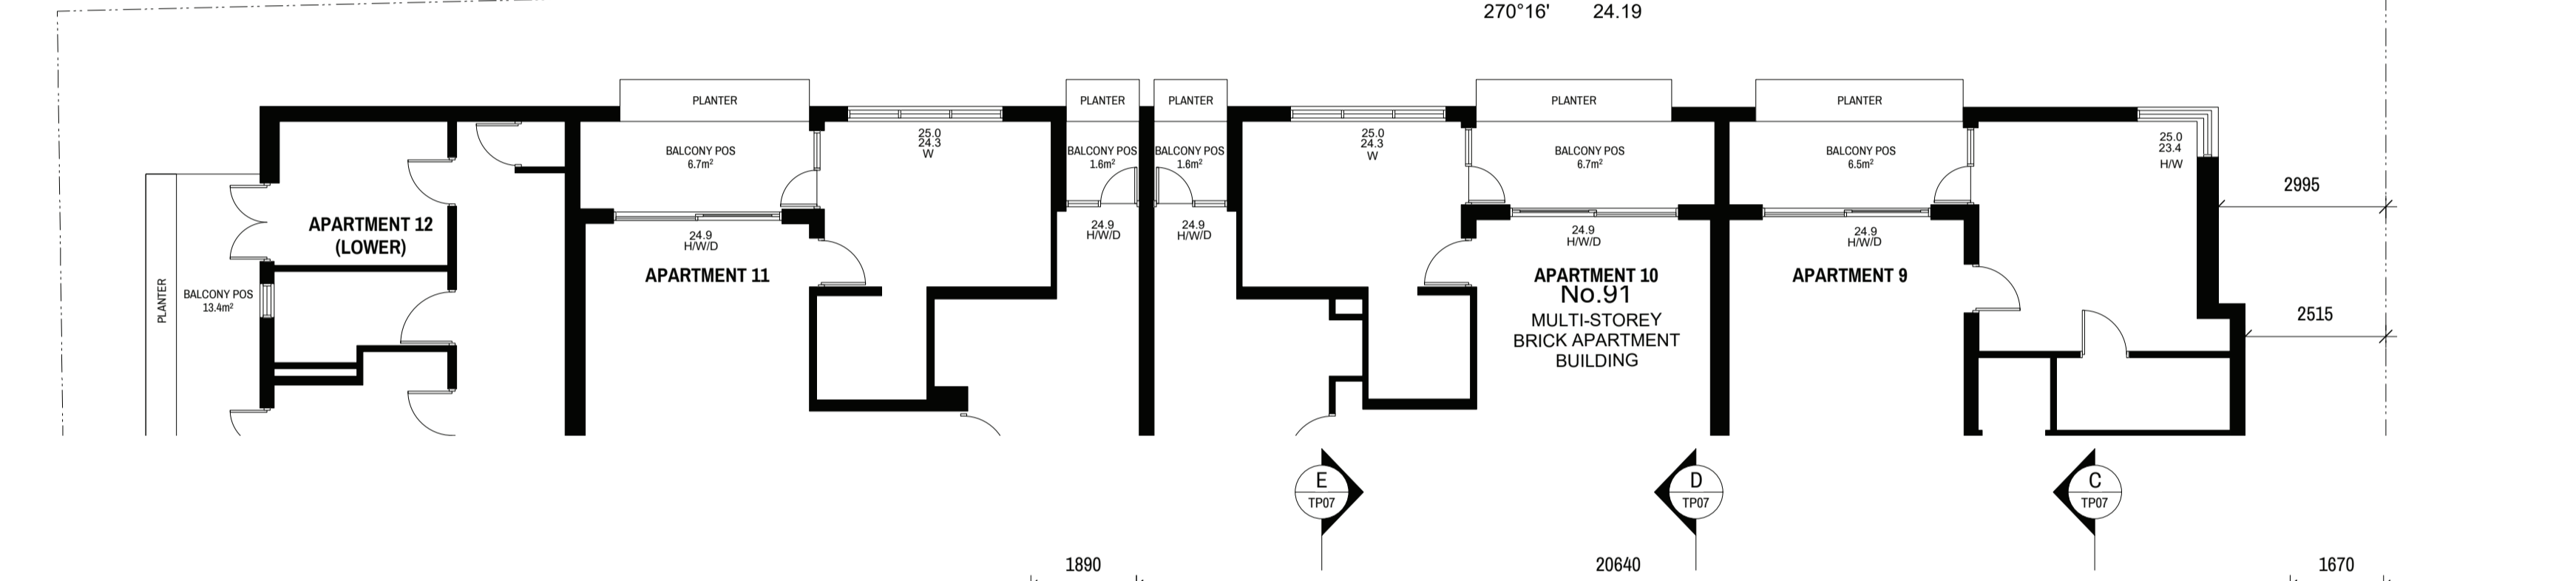 270°16' 24.19
PLANTER
PLANTER
PLANTER
PLANTER
PLANTER
BALCONY POS
6.7m²
25.0
24.3
W
BALCONY POS
1.6m²
BALCONY POS
1.6m²
25.0
24.3
W
BALCONY POS
6.7m²
BALCONY POS
6.5m²
25.0
23.4
H/W
2995
APARTMENT 12
(LOWER)
24.9
H/W/D
24.9
H/W/D
24.9
H/W/D
24.9
H/W/D
24.9
H/W/D
APARTMENT 11
APARTMENT 10
No.91
MULTI-STOREY
BRICK APARTMENT
BUILDING
APARTMENT 9
PLANTER
BALCONY POS
13.4m²
2515
E
TP07
D
TP07
C
TP07
1890
20640
1670